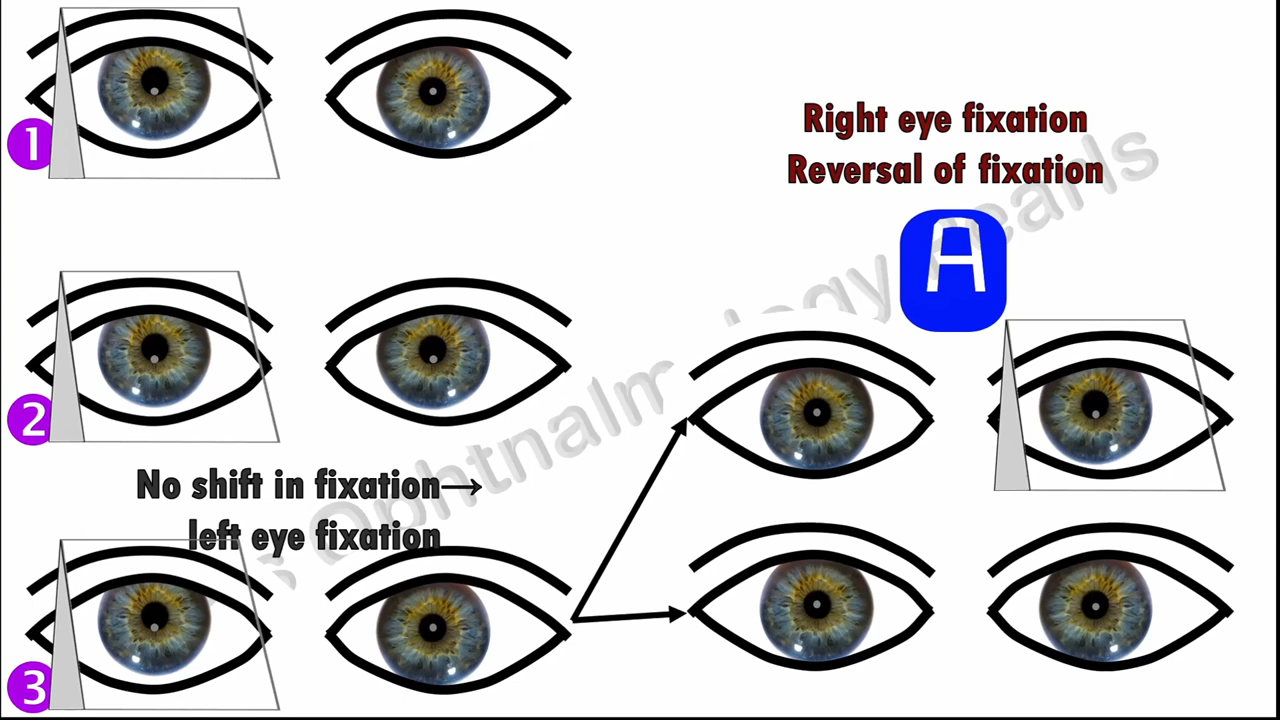 1
Right eye fixation
Reversal of fixation
A
2
No shift in fixation→
left eye fixation
3